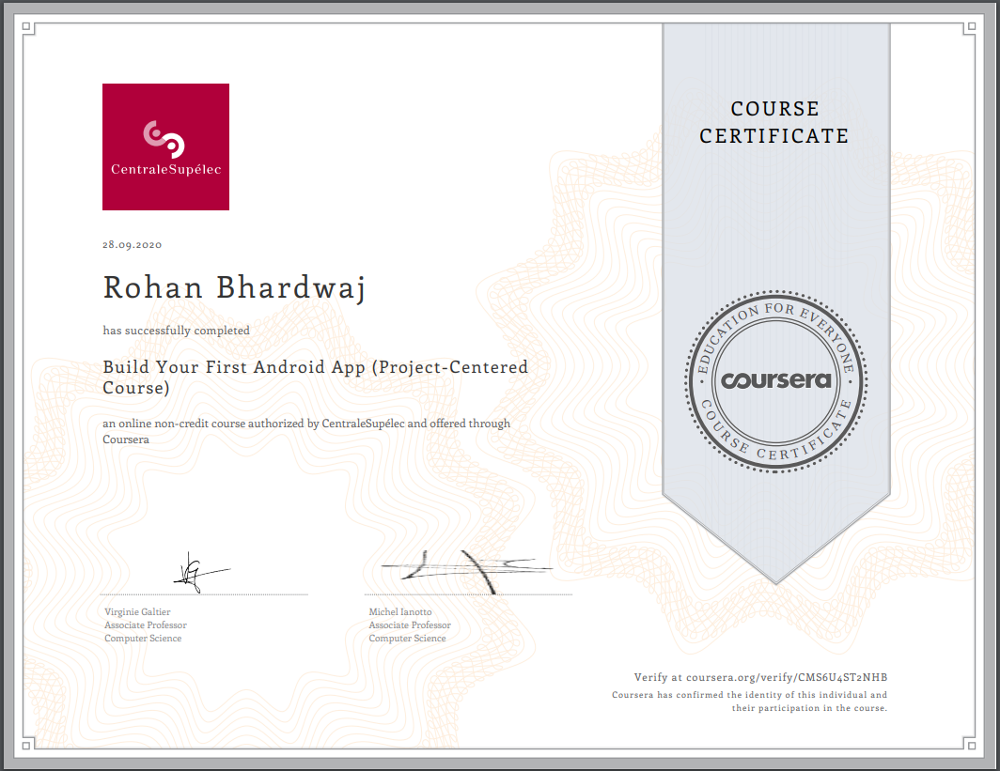 COURSE
CERTIFICATE
CentraleSupélec
28.09.2020
Rohan Bhardwaj
has successfully completed
Build Your First Android App (Project-Centered
Course)
an online non-credit course authorized by CentraleSupélec and offered through
Coursera
EDUCATION FOR EVERYONE
coursera
COURSE CERTIFICATE
Virginie Galtier
Associate Professor
Computer Science
Michel Ianotto
Associate Professor
Computer Science
Verify at coursera.org/verify/CMS6U4ST2NHB
Coursera has confirmed the identity of this individual and
their participation in the course.